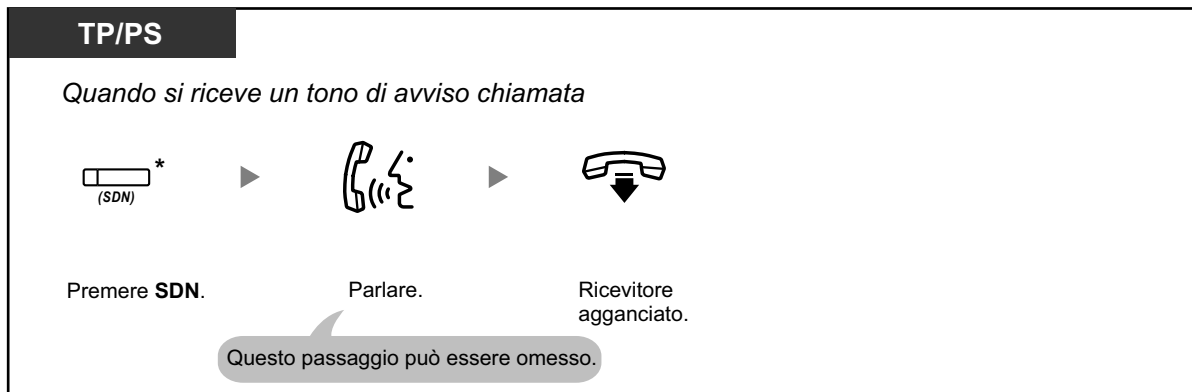 TP/PS
Quando si riceve un tono di avviso chiamata
*
(SDN)
Premere SDN.
Parlare.
Ricevitore
agganciato.
Questo passaggio può essere omesso.